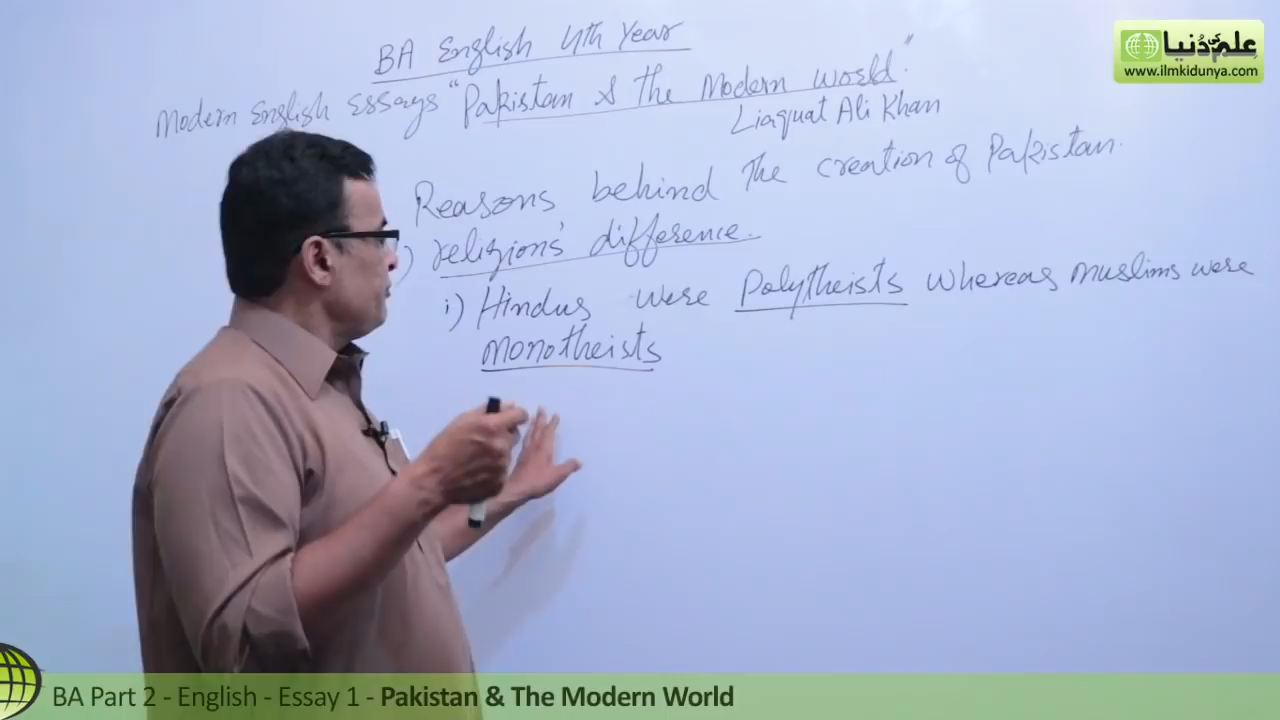 BA English 4th Year
Modern English Essays "Pakistan & the Modern World."
Liaquat Ali Khan
Reasons behind The creation of Pakistan.
) religions' difference.
i) Hindus were Polytheists whereas muslims were
monotheists
علم کی دُنیا
www.ilmkidunya.com
BA Part 2 - English - Essay 1 - Pakistan & The Modern World